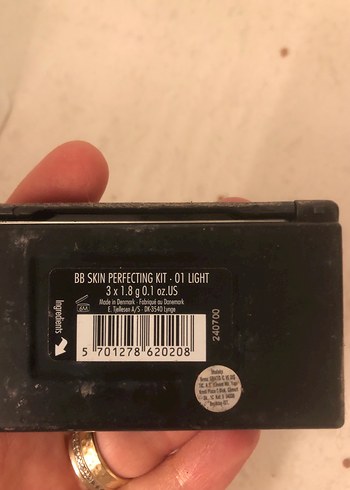 BB SKIN PERFECTING KIT - 01 LIGHT
3 x 1.8 g 0.1 oz.US
Made in Denmark - Fabriqué au Danemark
E. Tjellesen A/S - DK-3540 Lynge
Ingredients
5 701278 620208
240700